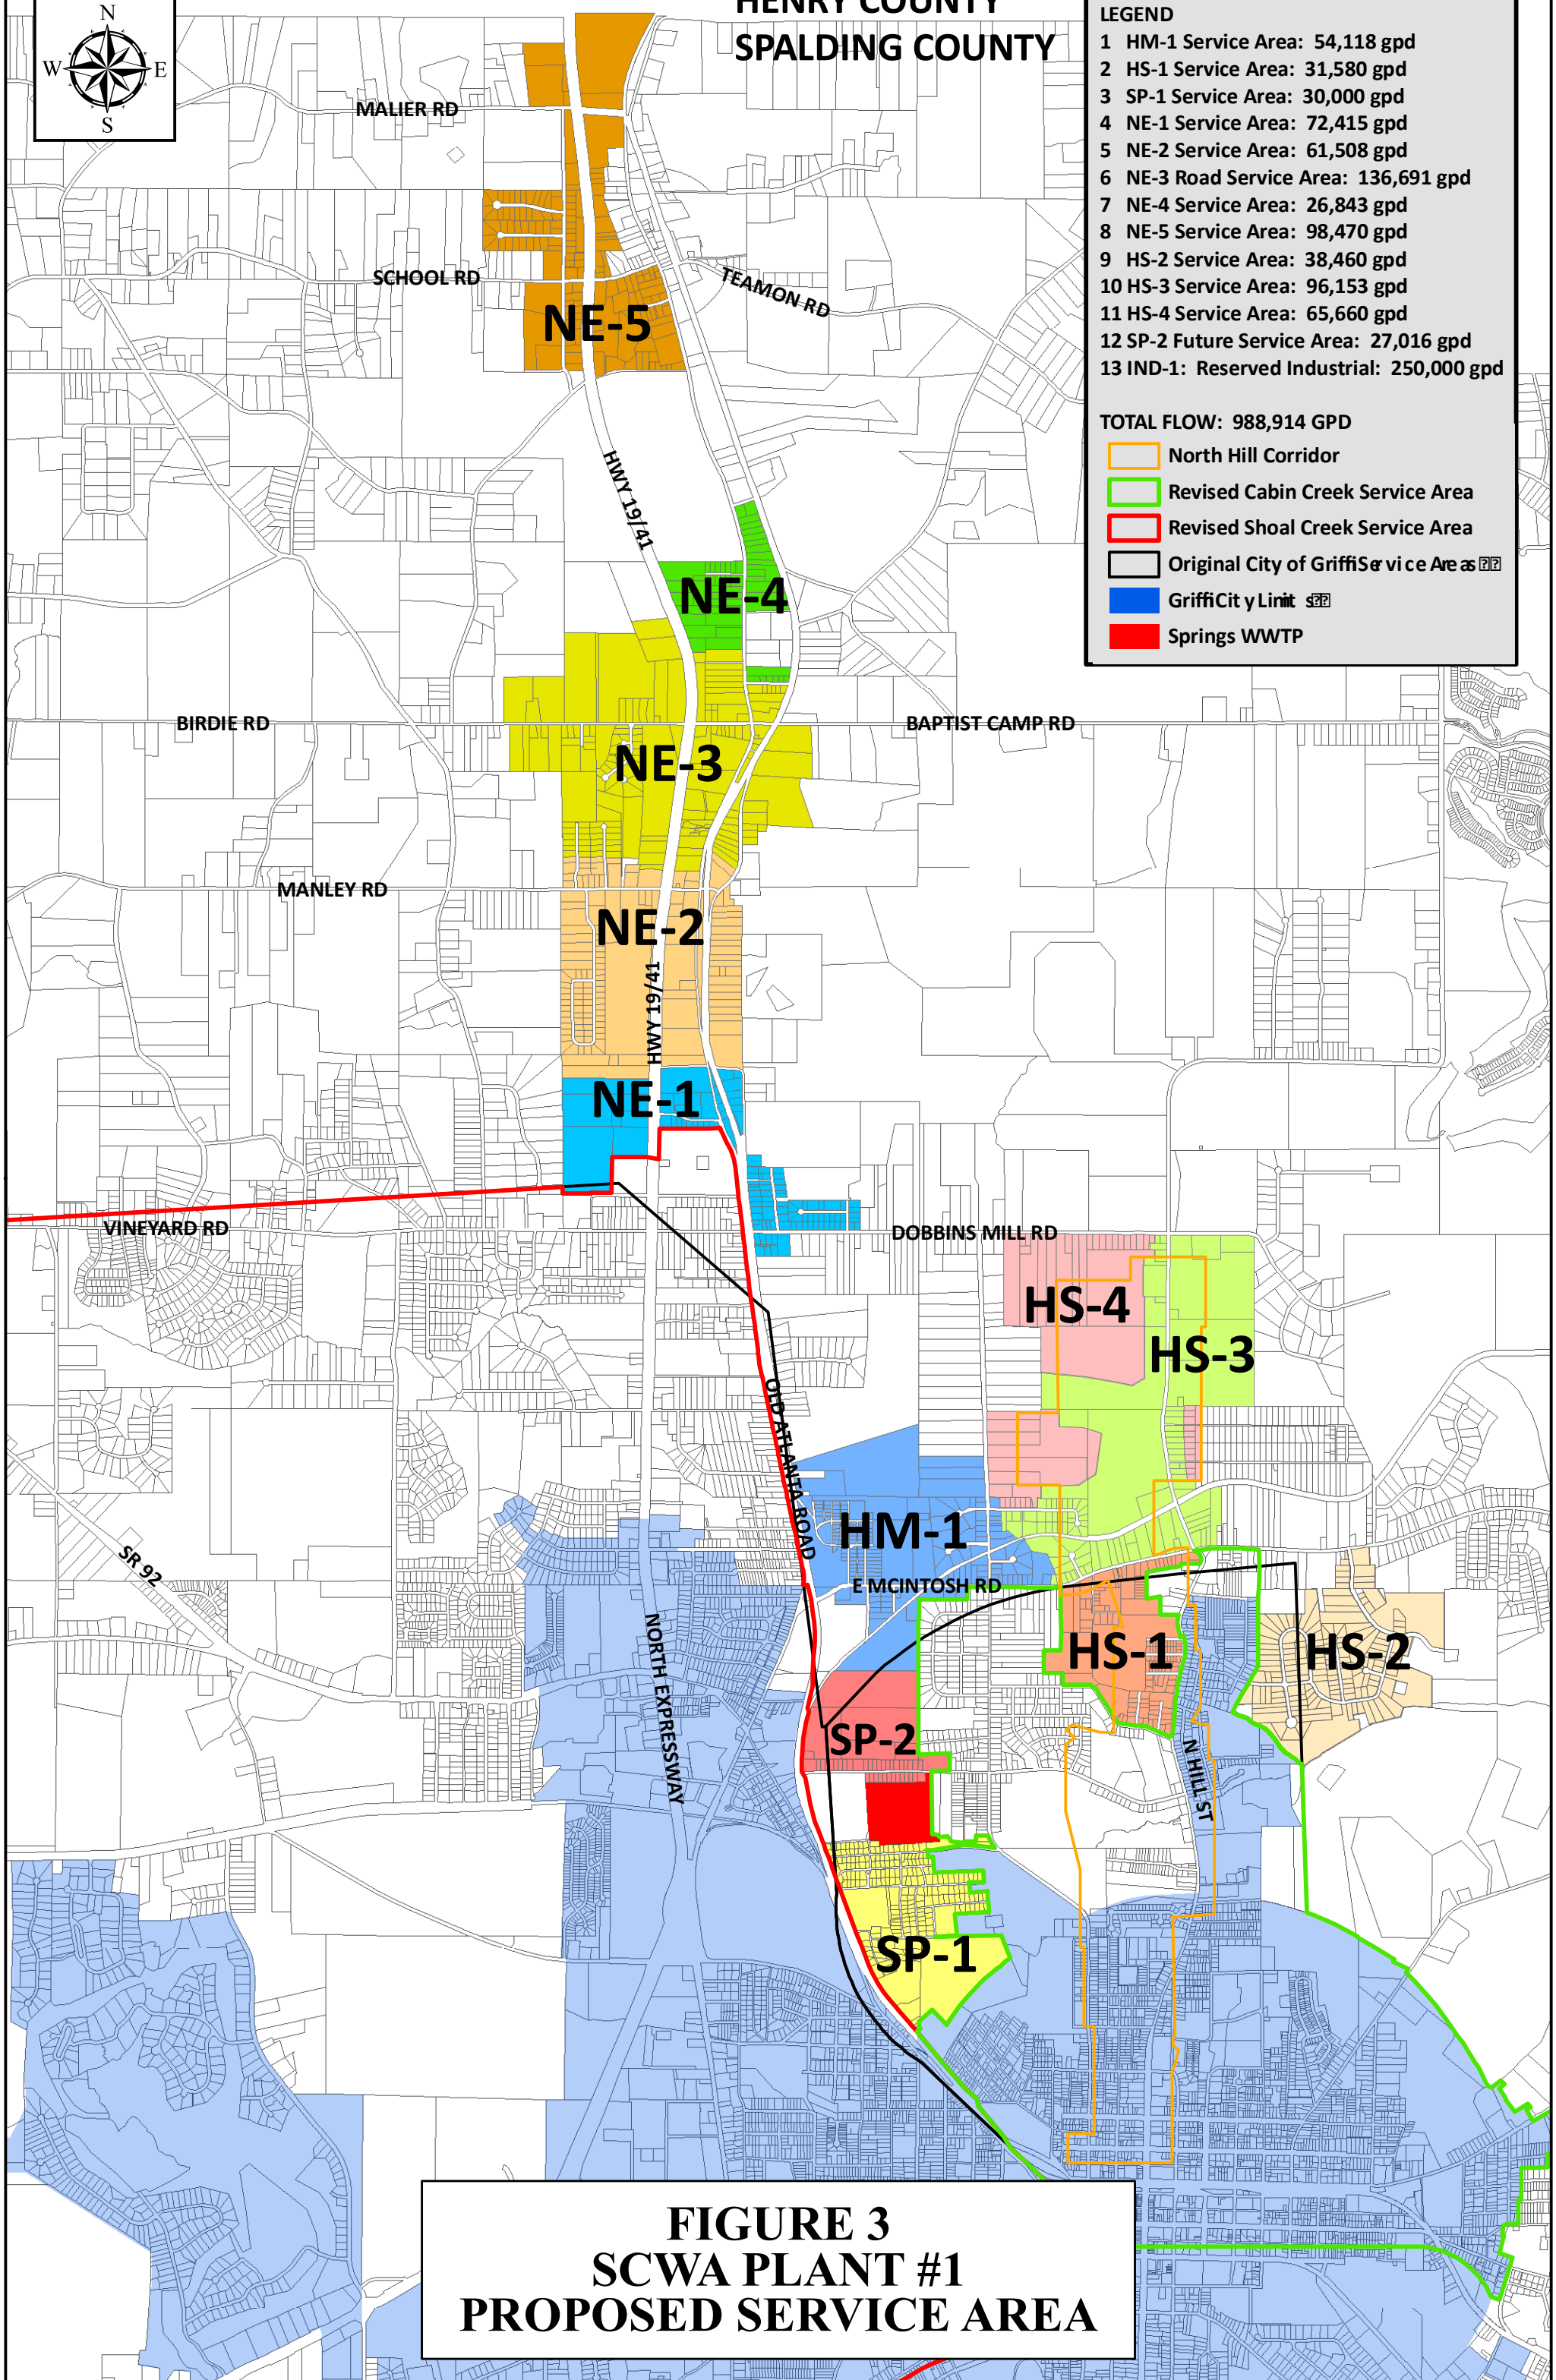 HENRY COUNTY
SPALDING COUNTY
N
W E
S
LEGEND
1 HM-1 Service Area: 54,118 gpd
2 HS-1 Service Area: 31,580 gpd
3 SP-1 Service Area: 30,000 gpd
4 NE-1 Service Area: 72,415 gpd
5 NE-2 Service Area: 61,508 gpd
6 NE-3 Road Service Area: 136,691 gpd
7 NE-4 Service Area: 26,843 gpd
8 NE-5 Service Area: 98,470 gpd
9 HS-2 Service Area: 38,460 gpd
10 HS-3 Service Area: 96,153 gpd
11 HS-4 Service Area: 65,660 gpd
12 SP-2 Future Service Area: 27,016 gpd
13 IND-1: Reserved Industrial: 250,000 gpd
TOTAL FLOW: 988,914 GPD
North Hill Corridor
Revised Cabin Creek Service Area
Revised Shoal Creek Service Area
Original City of Griffi Service Areas
Griffi City Limits
Springs WWTP
MALIER RD
SCHOOL RD
TEAMON RD
NE-5
HWY 19/41
NE-4
BIRDIE RD
BAPTIST CAMP RD
NE-3
MANLEY RD
NE-2
HWY 19/41
NE-1
VINEYARD RD
DOBBINS MILL RD
HS-4
HS-3
OLD ATLANTA ROAD
HM-1
SR 92
E MCINTOSH RD
NORTH EXPRESSWAY
HS-1
HS-2
SP-2
N HILL ST
SP-1
FIGURE 3
SCWA PLANT #1
PROPOSED SERVICE AREA